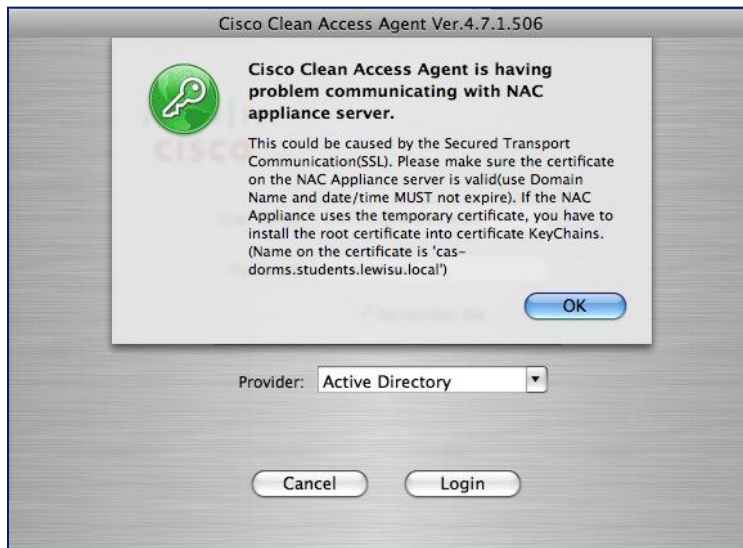 Cisco Clean Access Agent Ver.4.7.1.506
Cisco Clean Access Agent is having
problem communicating with NAC
appliance server.
This could be caused by the Secured Transport
Communication(SSL). Please make sure the certificate
on the NAC Appliance server is valid(use Domain
Name and date/time MUST not expire). If the NAC
Appliance uses the temporary certificate, you have to
install the root certificate into certificate KeyChains.
(Name on the certificate is 'cas-
dorms.students.lewisu.local')
CISCO
Remember Me
OK
Provider: Active Directory
Cancel Login